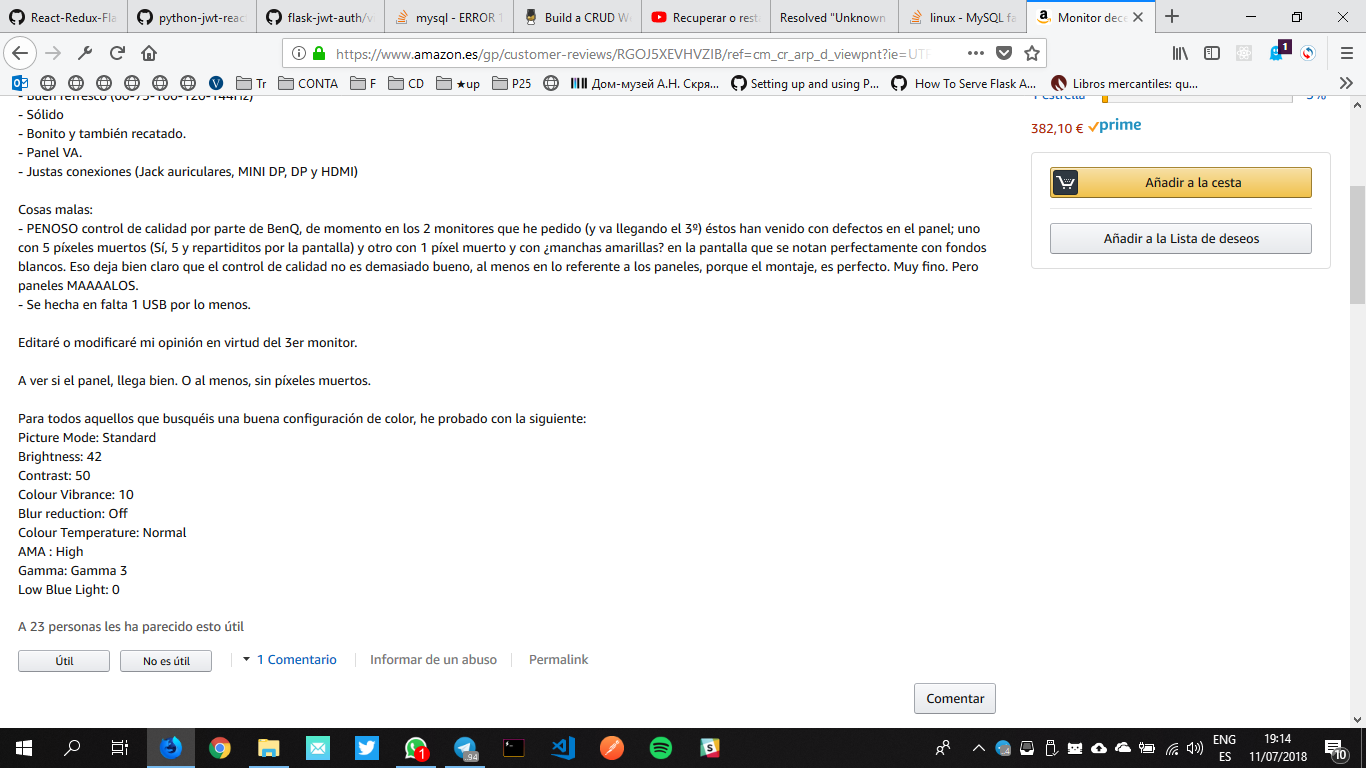 React-Redux-Fla
python-jwt-reac
flask-jwt-auth/v
mysql - ERROR 1
Build a CRUD We
Recuperar o rest
Resolved "Unknown
linux - MySQL fa
Monitor dece
https://www.amazon.es/gp/customer-reviews/RGOJ5XEVHVZIB/ref=cm_cr_arp_d_viewpnt?ie=UTF
1
Tr
CONTA
F
CD
★up
P25
Дом-музей А.Н. Скря...
Setting up and using P...
How To Serve Flask A...
Libros mercantiles: qu...
- Buen refresco (60-75-100-120-144Hz)
- Sólido
- Bonito y también recatado.
- Panel VA.
- Justas conexiones (Jack auriculares, MINI DP, DP y HDMI)
Cosas malas:
- PENOSO control de calidad por parte de BenQ, de momento en los 2 monitores que he pedido (y va llegando el 3º) éstos han venido con defectos en el panel; uno
con 5 píxeles muertos (Sí, 5 y repartiditos por la pantalla) y otro con 1 píxel muerto y con ¿manchas amarillas? en la pantalla que se notan perfectamente con fondos
blancos. Eso deja bien claro que el control de calidad no es demasiado bueno, al menos en lo referente a los paneles, porque el montaje, es perfecto. Muy fino. Pero
paneles MAAAALOS.
- Se hecha en falta 1 USB por lo menos.
Editaré o modificaré mi opinión en virtud del 3er monitor.
A ver si el panel, llega bien. O al menos, sin píxeles muertos.
Para todos aquellos que busquéis una buena configuración de color, he probado con la siguiente:
Picture Mode: Standard
Brightness: 42
Contrast: 50
Colour Vibrance: 10
Blur reduction: Off
Colour Temperature: Normal
AMA : High
Gamma: Gamma 3
Low Blue Light: 0
A 23 personas les ha parecido esto útil
Útil
No es útil
1 Comentario
Informar de un abuso
Permalink
Comentar
382,10 € prime
Añadir a la cesta
Añadir a la Lista de deseos
1
.94
ENG
ES
19:14
11/07/2018
10